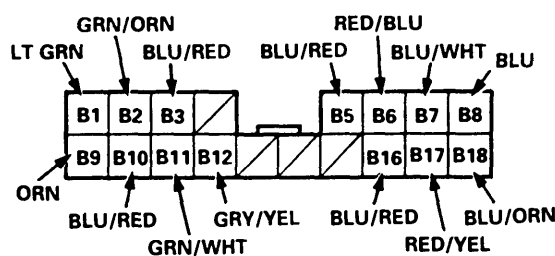 GRN/ORN RED/BLU
LT GRN BLU/RED BLU/RED BLU/WHT BLU
B1 B2 B3 B5 B6 B7 B8
B9 B10 B11 B12 B16 B17 B18
ORN BLU/RED GRY/YEL BLU/RED BLU/ORN
GRN/WHT RED/YEL